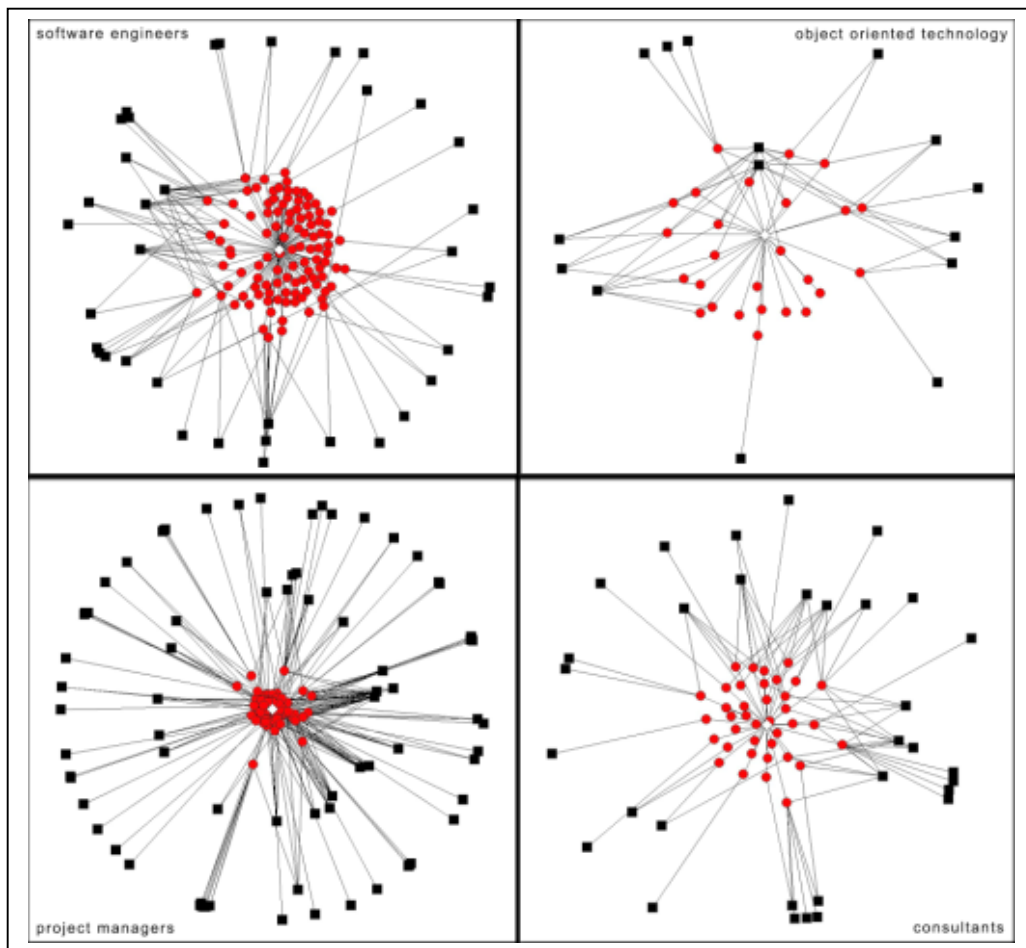 software engineers
object oriented technology
project managers
consultants